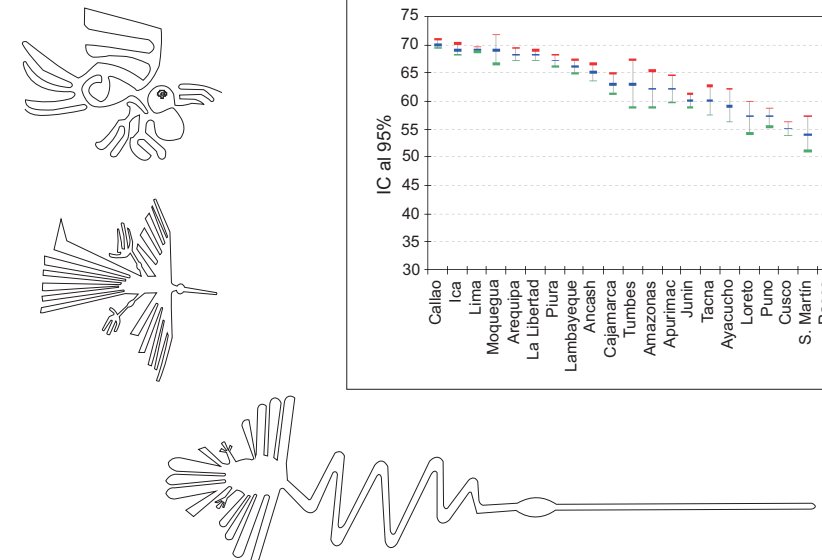 75
70
65
60
55
50
45
40
35
30
IC al 95%
Callao
Ica
Lima
Moquegua
Arequipa
La Libertad
Piura
Lambayeque
Ancash
Cajamarca
Tumbes
Amazonas
Apurimac
Junin
Tacna
Ayacucho
Loreto
Puno
Cusco
S. Martín